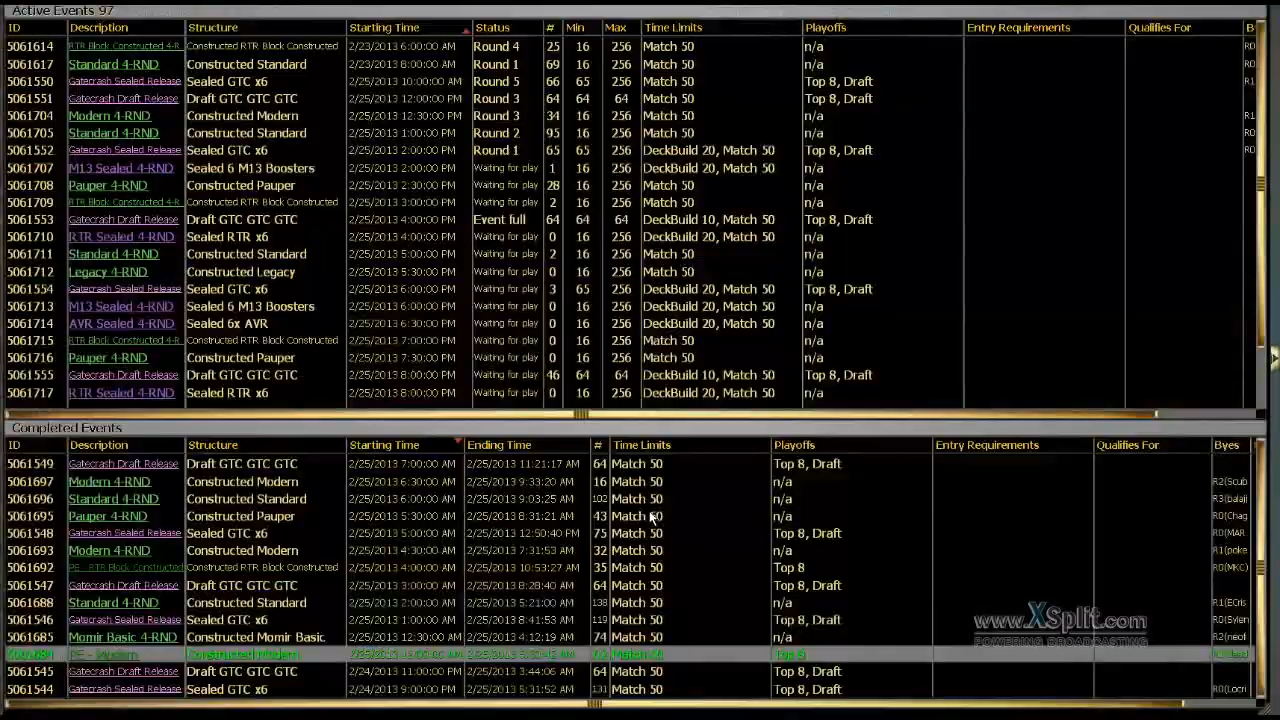 Active Events 97
ID Description Structure Starting Time Status # Min Max Time Limits Playoffs Entry Requirements Qualifies For B
5061614 RTR Block Constructed 4-R Constructed RTR Block Constructed 2/23/2013 6:00:00 AM Round 4 25 16 256 Match 50 n/a R0
5061617 Standard 4-RND Constructed Standard 2/23/2013 8:00:00 AM Round 1 69 16 256 Match 50 n/a
5061550 Gatecrash Sealed Release Sealed GTC x6 2/25/2013 10:00:00 AM Round 5 66 65 256 Match 50 Top 8, Draft R1
5061551 Gatecrash Draft Release Draft GTC GTC GTC 2/25/2013 12:00:00 PM Round 3 64 64 64 Match 50 Top 8, Draft
5061704 Modern 4-RND Constructed Modern 2/25/2013 12:30:00 PM Round 3 34 16 256 Match 50 n/a R1
5061705 Standard 4-RND Constructed Standard 2/25/2013 1:00:00 PM Round 2 95 16 256 Match 50 n/a R0
5061552 Gatecrash Sealed Release Sealed GTC x6 2/25/2013 2:00:00 PM Round 1 65 65 256 DeckBuild 20, Match 50 Top 8, Draft R0
5061707 M13 Sealed 4-RND Sealed 6 M13 Boosters 2/25/2013 2:30:00 PM Waiting for play 1 16 256 DeckBuild 20, Match 50 n/a
5061708 Pauper 4-RND Constructed Pauper 2/25/2013 2:30:00 PM Waiting for play 28 16 256 Match 50 n/a
5061709 RTR Block Constructed 4-R Constructed RTR Block Constructed 2/25/2013 3:30:00 PM Waiting for play 2 16 256 Match 50 n/a
5061553 Gatecrash Draft Release Draft GTC GTC GTC 2/25/2013 4:00:00 PM Event full 64 64 64 DeckBuild 10, Match 50 Top 8, Draft
5061710 RTR Sealed 4-RND Sealed RTR x6 2/25/2013 4:00:00 PM Waiting for play 0 16 256 DeckBuild 20, Match 50 n/a
5061711 Standard 4-RND Constructed Standard 2/25/2013 5:00:00 PM Waiting for play 2 16 256 Match 50 n/a
5061712 Legacy 4-RND Constructed Legacy 2/25/2013 5:30:00 PM Waiting for play 0 16 256 Match 50 n/a
5061554 Gatecrash Sealed Release Sealed GTC x6 2/25/2013 6:00:00 PM Waiting for play 3 65 256 DeckBuild 20, Match 50 Top 8, Draft
5061713 M13 Sealed 4-RND Sealed 6 M13 Boosters 2/25/2013 6:30:00 PM Waiting for play 0 16 256 DeckBuild 20, Match 50 n/a
5061714 AVR Sealed 4-RND Sealed 6x AVR 2/25/2013 6:30:00 PM Waiting for play 0 16 256 DeckBuild 20, Match 50 n/a
5061715 RTR Block Constructed 4-R Constructed RTR Block Constructed 2/25/2013 7:00:00 PM Waiting for play 0 16 256 Match 50 n/a
5061716 Pauper 4-RND Constructed Pauper 2/25/2013 7:30:00 PM Waiting for play 0 16 256 Match 50 n/a
5061555 Gatecrash Draft Release Draft GTC GTC GTC 2/25/2013 8:00:00 PM Waiting for play 46 64 64 DeckBuild 10, Match 50 Top 8, Draft
5061717 RTR Sealed 4-RND Sealed RTR x6 2/25/2013 8:00:00 PM Waiting for play 0 16 256 DeckBuild 20, Match 50 n/a
Completed Events
ID Description Structure Starting Time Ending Time # Time Limits Playoffs Entry Requirements Qualifies For Byes
5061549 Gatecrash Draft Release Draft GTC GTC GTC 2/25/2013 7:00:00 AM 2/25/2013 11:21:17 AM 64 Match 50 Top 8, Draft
5061697 Modern 4-RND Constructed Modern 2/25/2013 6:30:00 AM 2/25/2013 9:33:20 AM 16 Match 50 n/a R2(Scub
5061696 Standard 4-RND Constructed Standard 2/25/2013 6:00:00 AM 2/25/2013 9:03:25 AM 102 Match 50 n/a R3(balaji
5061695 Pauper 4-RND Constructed Pauper 2/25/2013 5:30:00 AM 2/25/2013 8:31:21 AM 43 Match 50 n/a R0(Chag
5061548 Gatecrash Sealed Release Sealed GTC x6 2/25/2013 5:00:00 AM 2/25/2013 12:50:40 PM 75 Match 50 Top 8, Draft R0(MAR
5061693 Modern 4-RND Constructed Modern 2/25/2013 4:30:00 AM 2/25/2013 7:31:53 AM 32 Match 50 n/a R1(poke
5061692 PE - RTR Block Constructed Constructed RTR Block Constructed 2/25/2013 4:00:00 AM 2/25/2013 10:53:27 AM 35 Match 50 Top 8 R0(MKC)
5061547 Gatecrash Draft Release Draft GTC GTC GTC 2/25/2013 3:00:00 AM 2/25/2013 8:28:40 AM 64 Match 50 Top 8, Draft
5061688 Standard 4-RND Constructed Standard 2/25/2013 2:00:00 AM 2/25/2013 5:21:00 AM 138 Match 50 n/a R1(ECris
5061546 Gatecrash Sealed Release Sealed GTC x6 2/25/2013 1:00:00 AM 2/25/2013 8:41:53 AM 119 Match 50 Top 8, Draft R0(Sylen
5061685 Momir Basic 4-RND Constructed Momir Basic 2/25/2013 12:30:00 AM 2/25/2013 4:12:19 AM 74 Match 50 n/a R2(neof
PE - Modern Constructed Modern Match 50 Top 8
5061545 Gatecrash Draft Release Draft GTC GTC GTC 2/24/2013 11:00:00 PM 2/25/2013 3:44:06 AM 64 Match 50 Top 8, Draft
5061544 Gatecrash Sealed Release Sealed GTC x6 2/24/2013 9:00:00 PM 2/25/2013 5:31:52 AM 131 Match 50 Top 8, Draft R0(Locri
www.XSplit.com
POWERING BROADCASTING